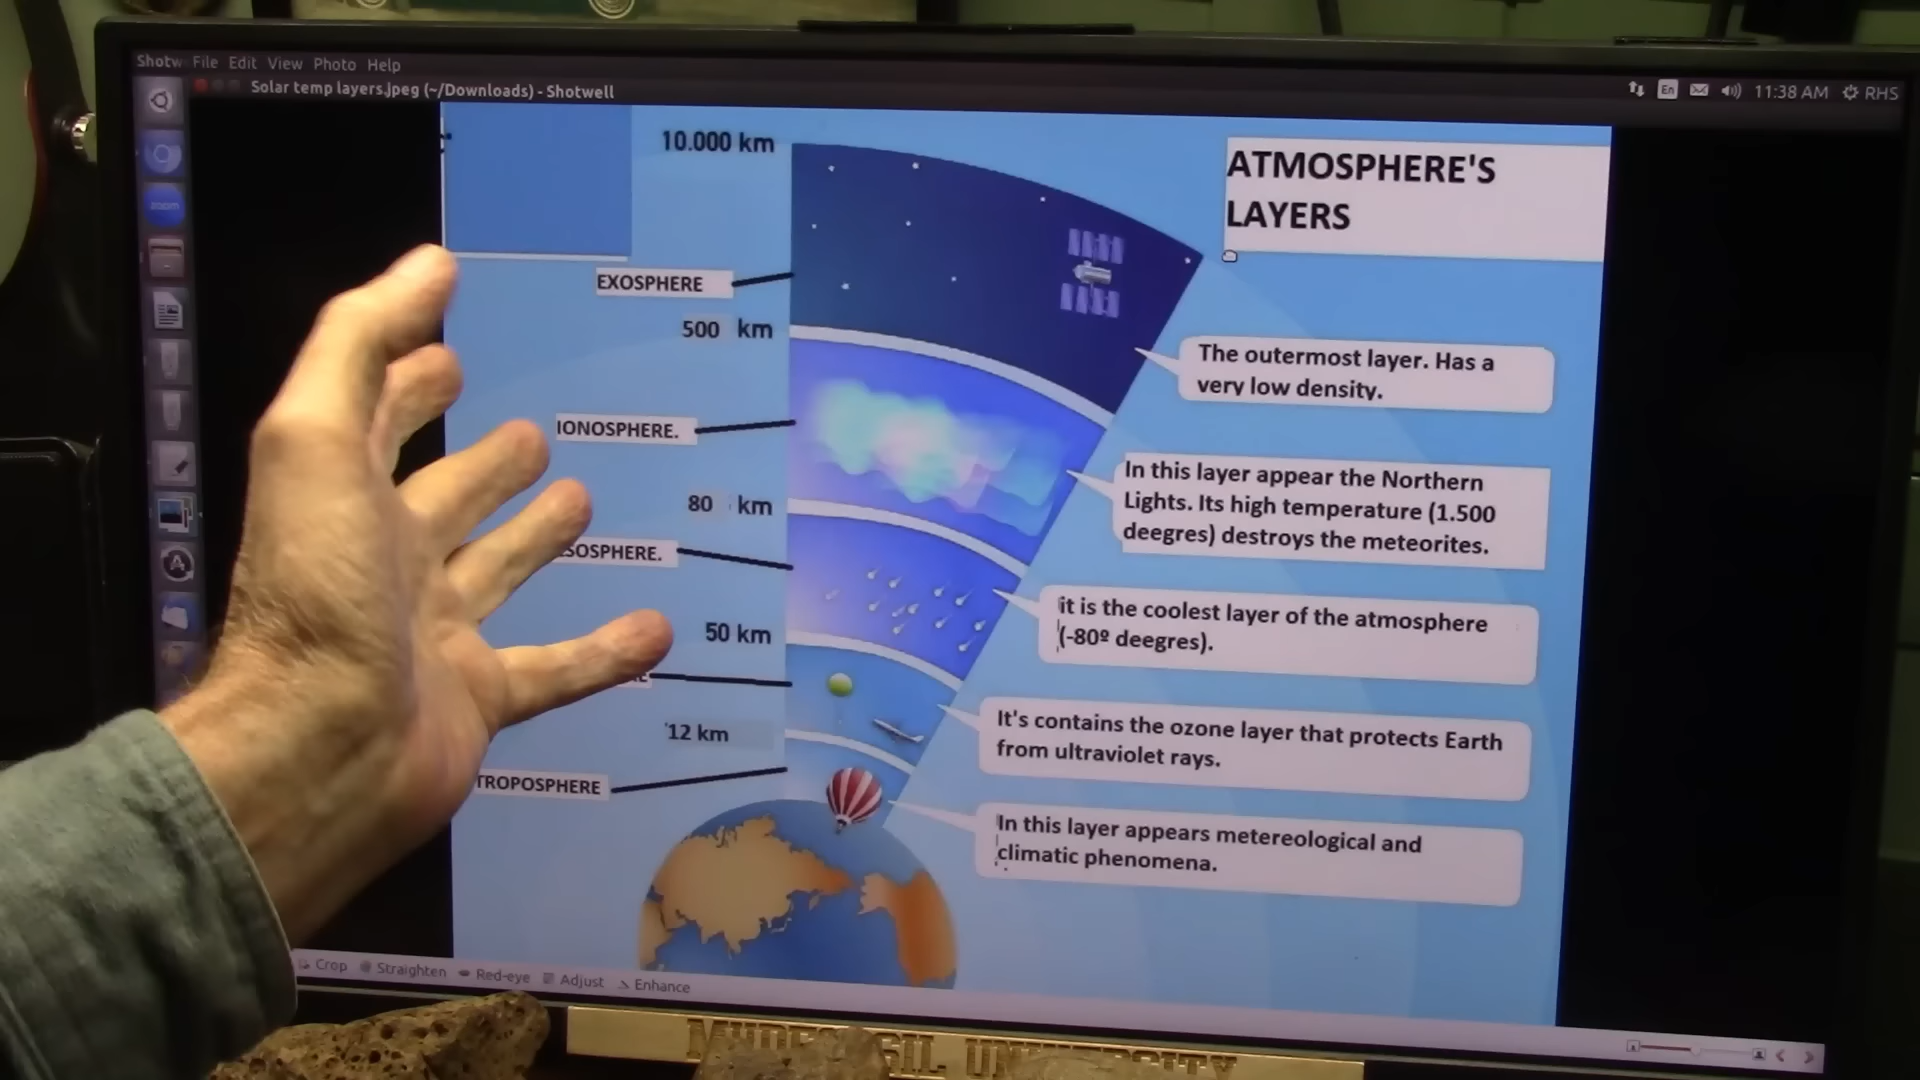 Shotw File Edit View Photo Help
Solar temp layers.jpeg (~/Downloads) - Shotwell
En 11:38 AM RHS
zoom
10.000 km
ATMOSPHERE'S
LAYERS
EXOSPHERE
500 km
The outermost layer. Has a
very low density.
IONOSPHERE.
In this layer appear the Northern
Lights. Its high temperature (1.500
deegres) destroys the meteorites.
80 km
SOSPHERE.
it is the coolest layer of the atmosphere
(-80º deegres).
50 km
It's contains the ozone layer that protects Earth
from ultraviolet rays.
12 km
TROPOSPHERE
In this layer appears metereological and
climatic phenomena.
Crop Straighten Red-eye Adjust Enhance
UNIVERSITY